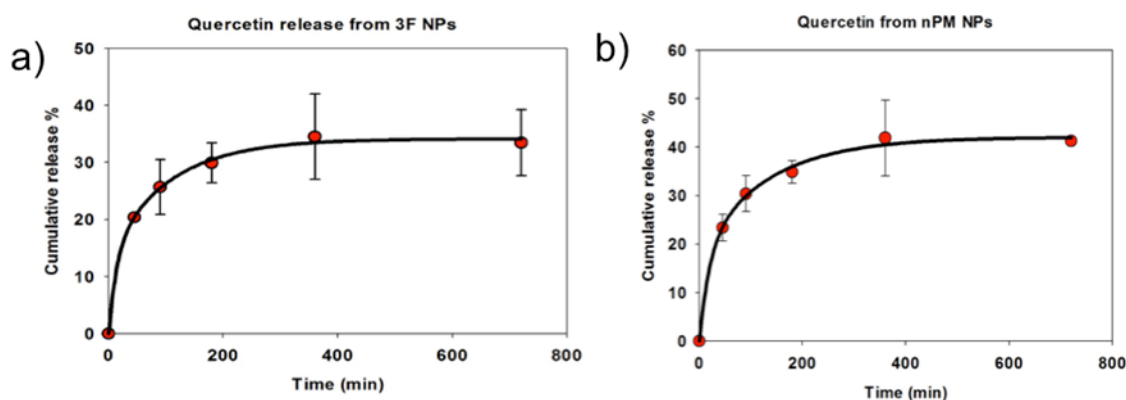 a)
Quercetin release from 3F NPs
Cumulative release %
50
40
30
20
10
0
0 200 400 600 800
Time (min)
b)
Quercetin from nPM NPs
Cumulative release %
60
50
40
30
20
10
0
0 200 400 600 800
Time (min)